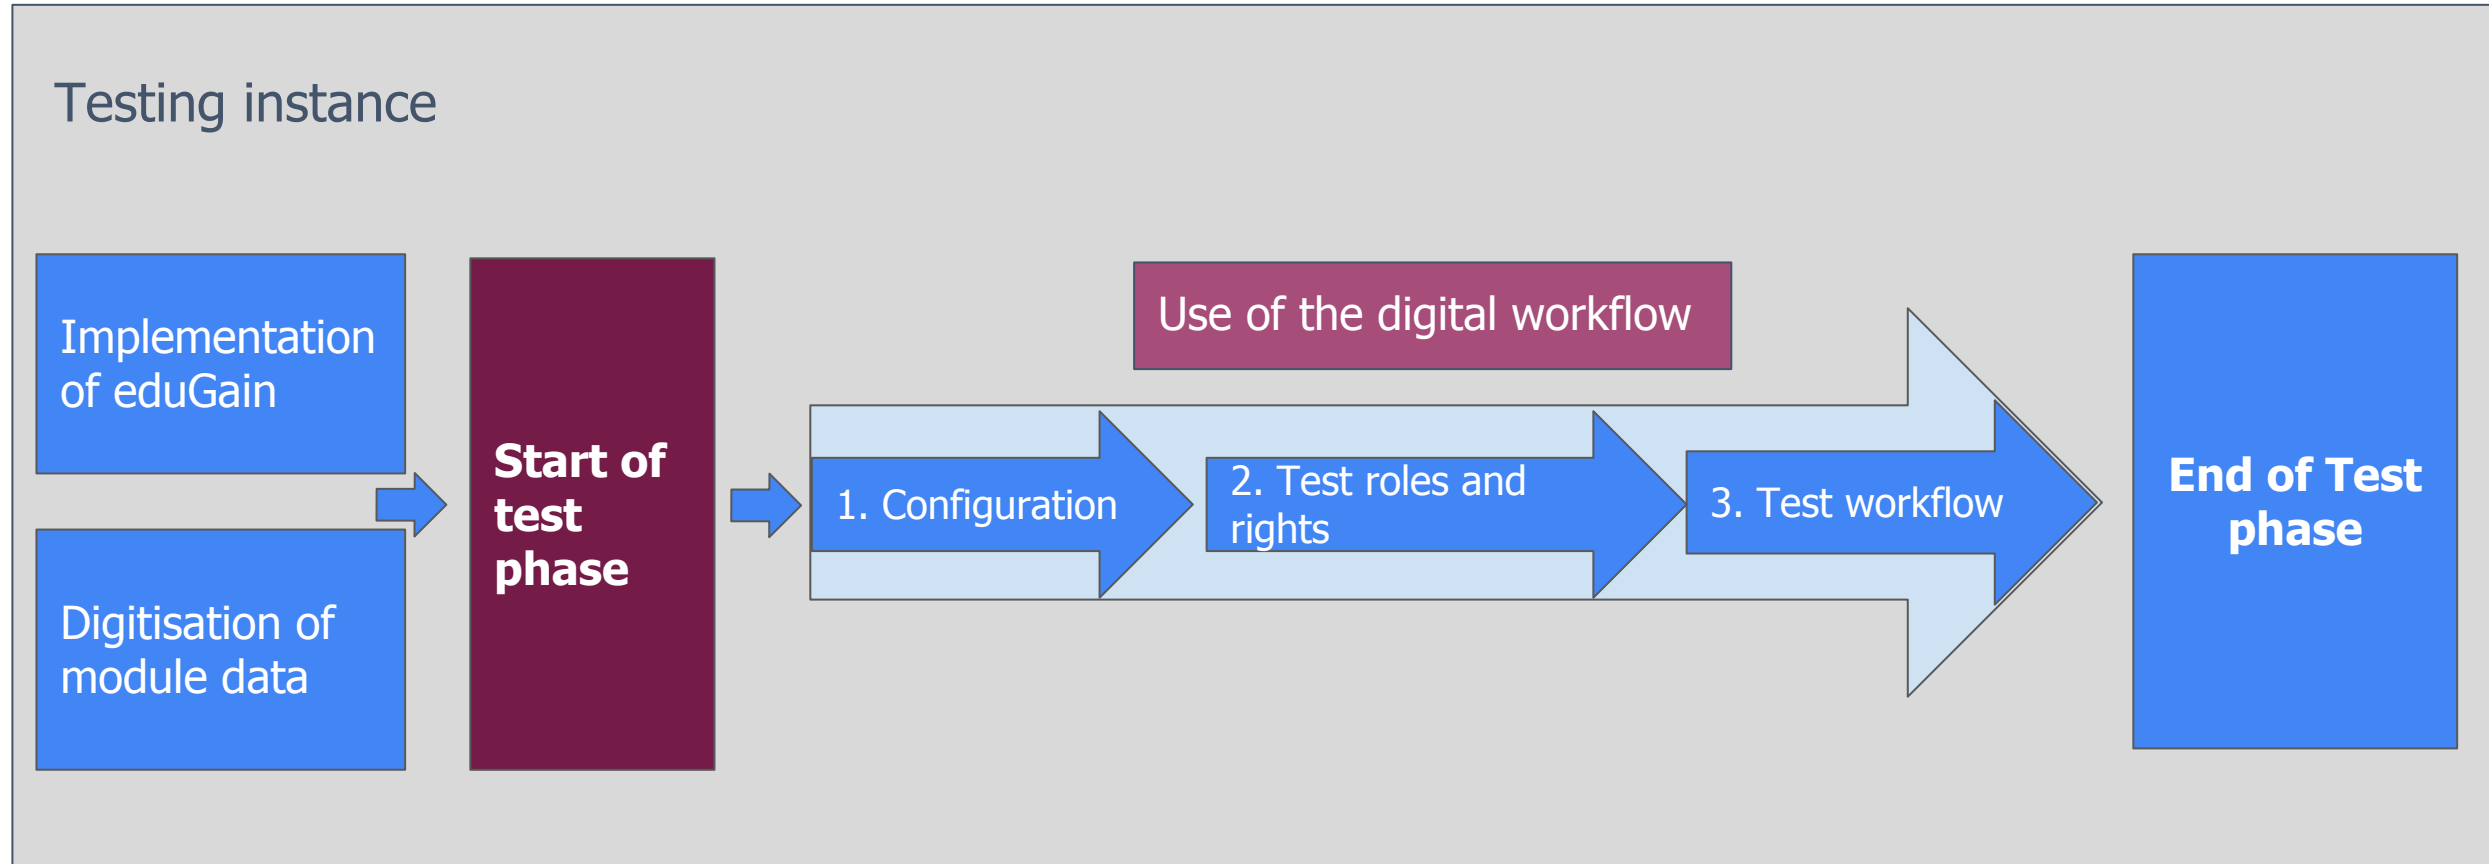 Testing instance
Implementation
of eduGain
Digitisation of
module data
Start of
test
phase
Use of the digital workflow
1. Configuration
2. Test roles and
rights
3. Test workflow
End of Test
phase